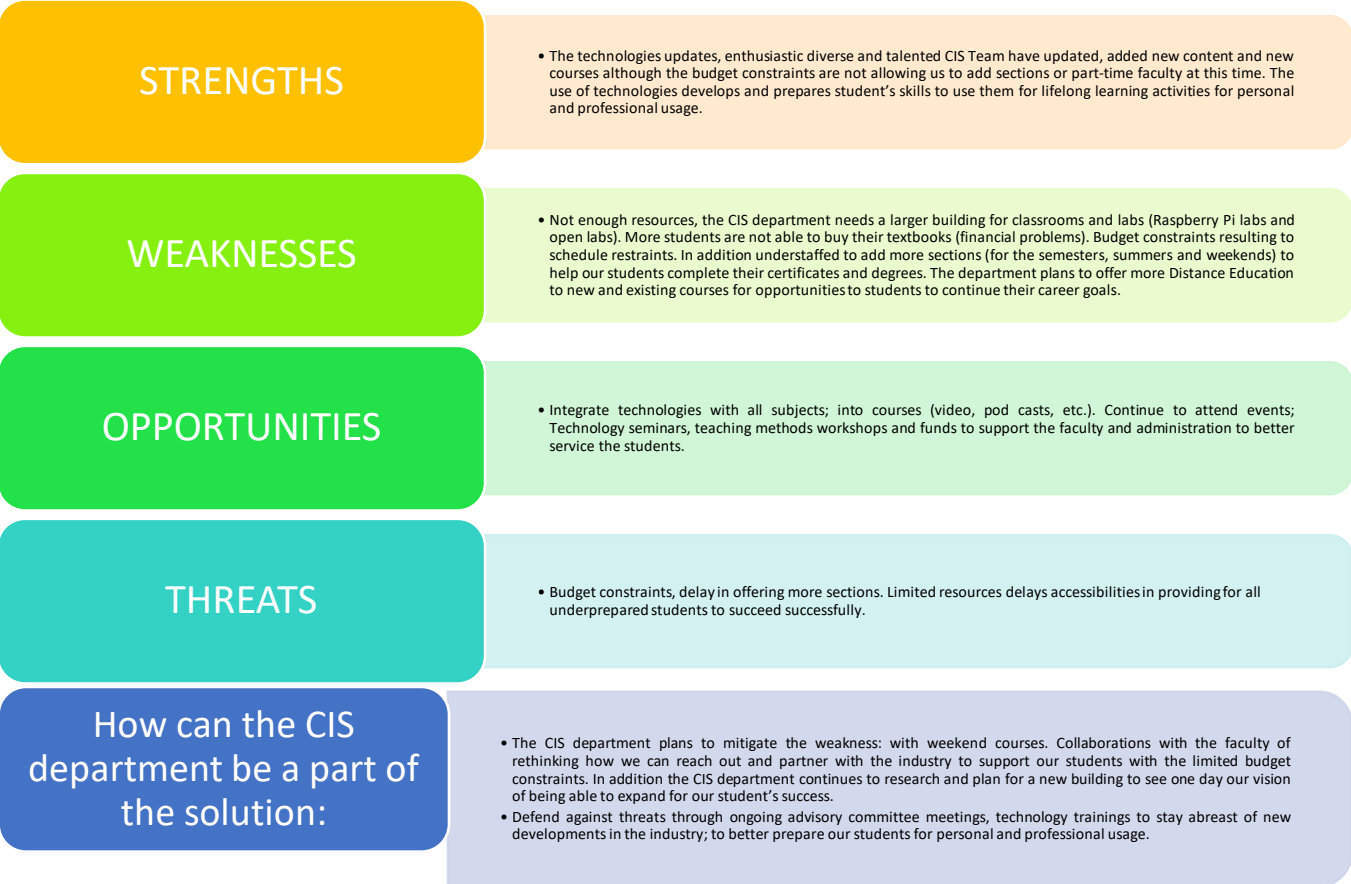 STRENGTHS
• The technologies updates, enthusiastic diverse and talented CIS Team have updated, added new content and new
courses although the budget constraints are not allowing us to add sections or part-time faculty at this time. The
use of technologies develops and prepares student’s skills to use them for lifelong learning activities for personal
and professional usage.
WEAKNESSES
• Not enough resources, the CIS department needs a larger building for classrooms and labs (Raspberry Pi labs and
open labs). More students are not able to buy their textbooks (financial problems). Budget constraints resulting to
schedule restraints. In addition understaffed to add more sections (for the semesters, summers and weekends) to
help our students complete their certificates and degrees. The department plans to offer more Distance Education
to new and existing courses for opportunities to students to continue their career goals.
OPPORTUNITIES
• Integrate technologies with all subjects; into courses (video, pod casts, etc.). Continue to attend events;
Technology seminars, teaching methods workshops and funds to support the faculty and administration to better
service the students.
THREATS
• Budget constraints, delay in offering more sections. Limited resources delays accessibilities in providing for all
underprepared students to succeed successfully.
How can the CIS
department be a part of
the solution:
• The CIS department plans to mitigate the weakness: with weekend courses. Collaborations with the faculty of
rethinking how we can reach out and partner with the industry to support our students with the limited budget
constraints. In addition the CIS department continues to research and plan for a new building to see one day our vision
of being able to expand for our student’s success.
• Defend against threats through ongoing advisory committee meetings, technology trainings to stay abreast of new
developments in the industry; to better prepare our students for personal and professional usage.